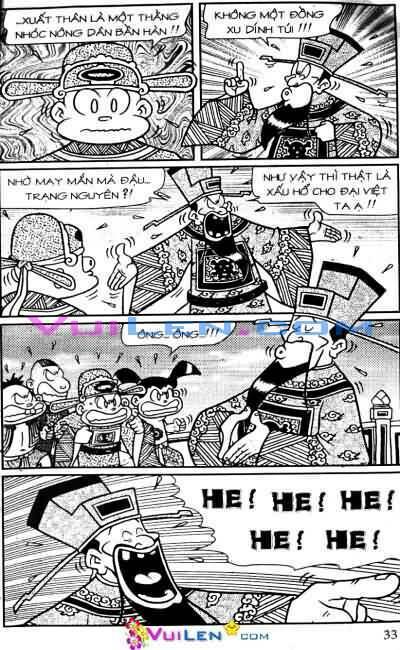 ...XUẤT THÂN LÀ MỘT THẰNG
NHÓC NÔNG DÂN BẦN HÀN !!
KHÔNG MỘT ĐỒNG
XU DÍNH TÚI !!!
NHỜ MAY MẮN MÀ ĐẬU...
TRẠNG NGUYÊN ?!
NHƯ VẬY THÌ THẬT LÀ
XẤU HỔ CHO ĐẠI VIỆT
TA Ạ !!
VUILEN.COM
ÔNG... ÔNG...!!!
HE! HE! HE!
HE! HE!
33
VUILEN.COM